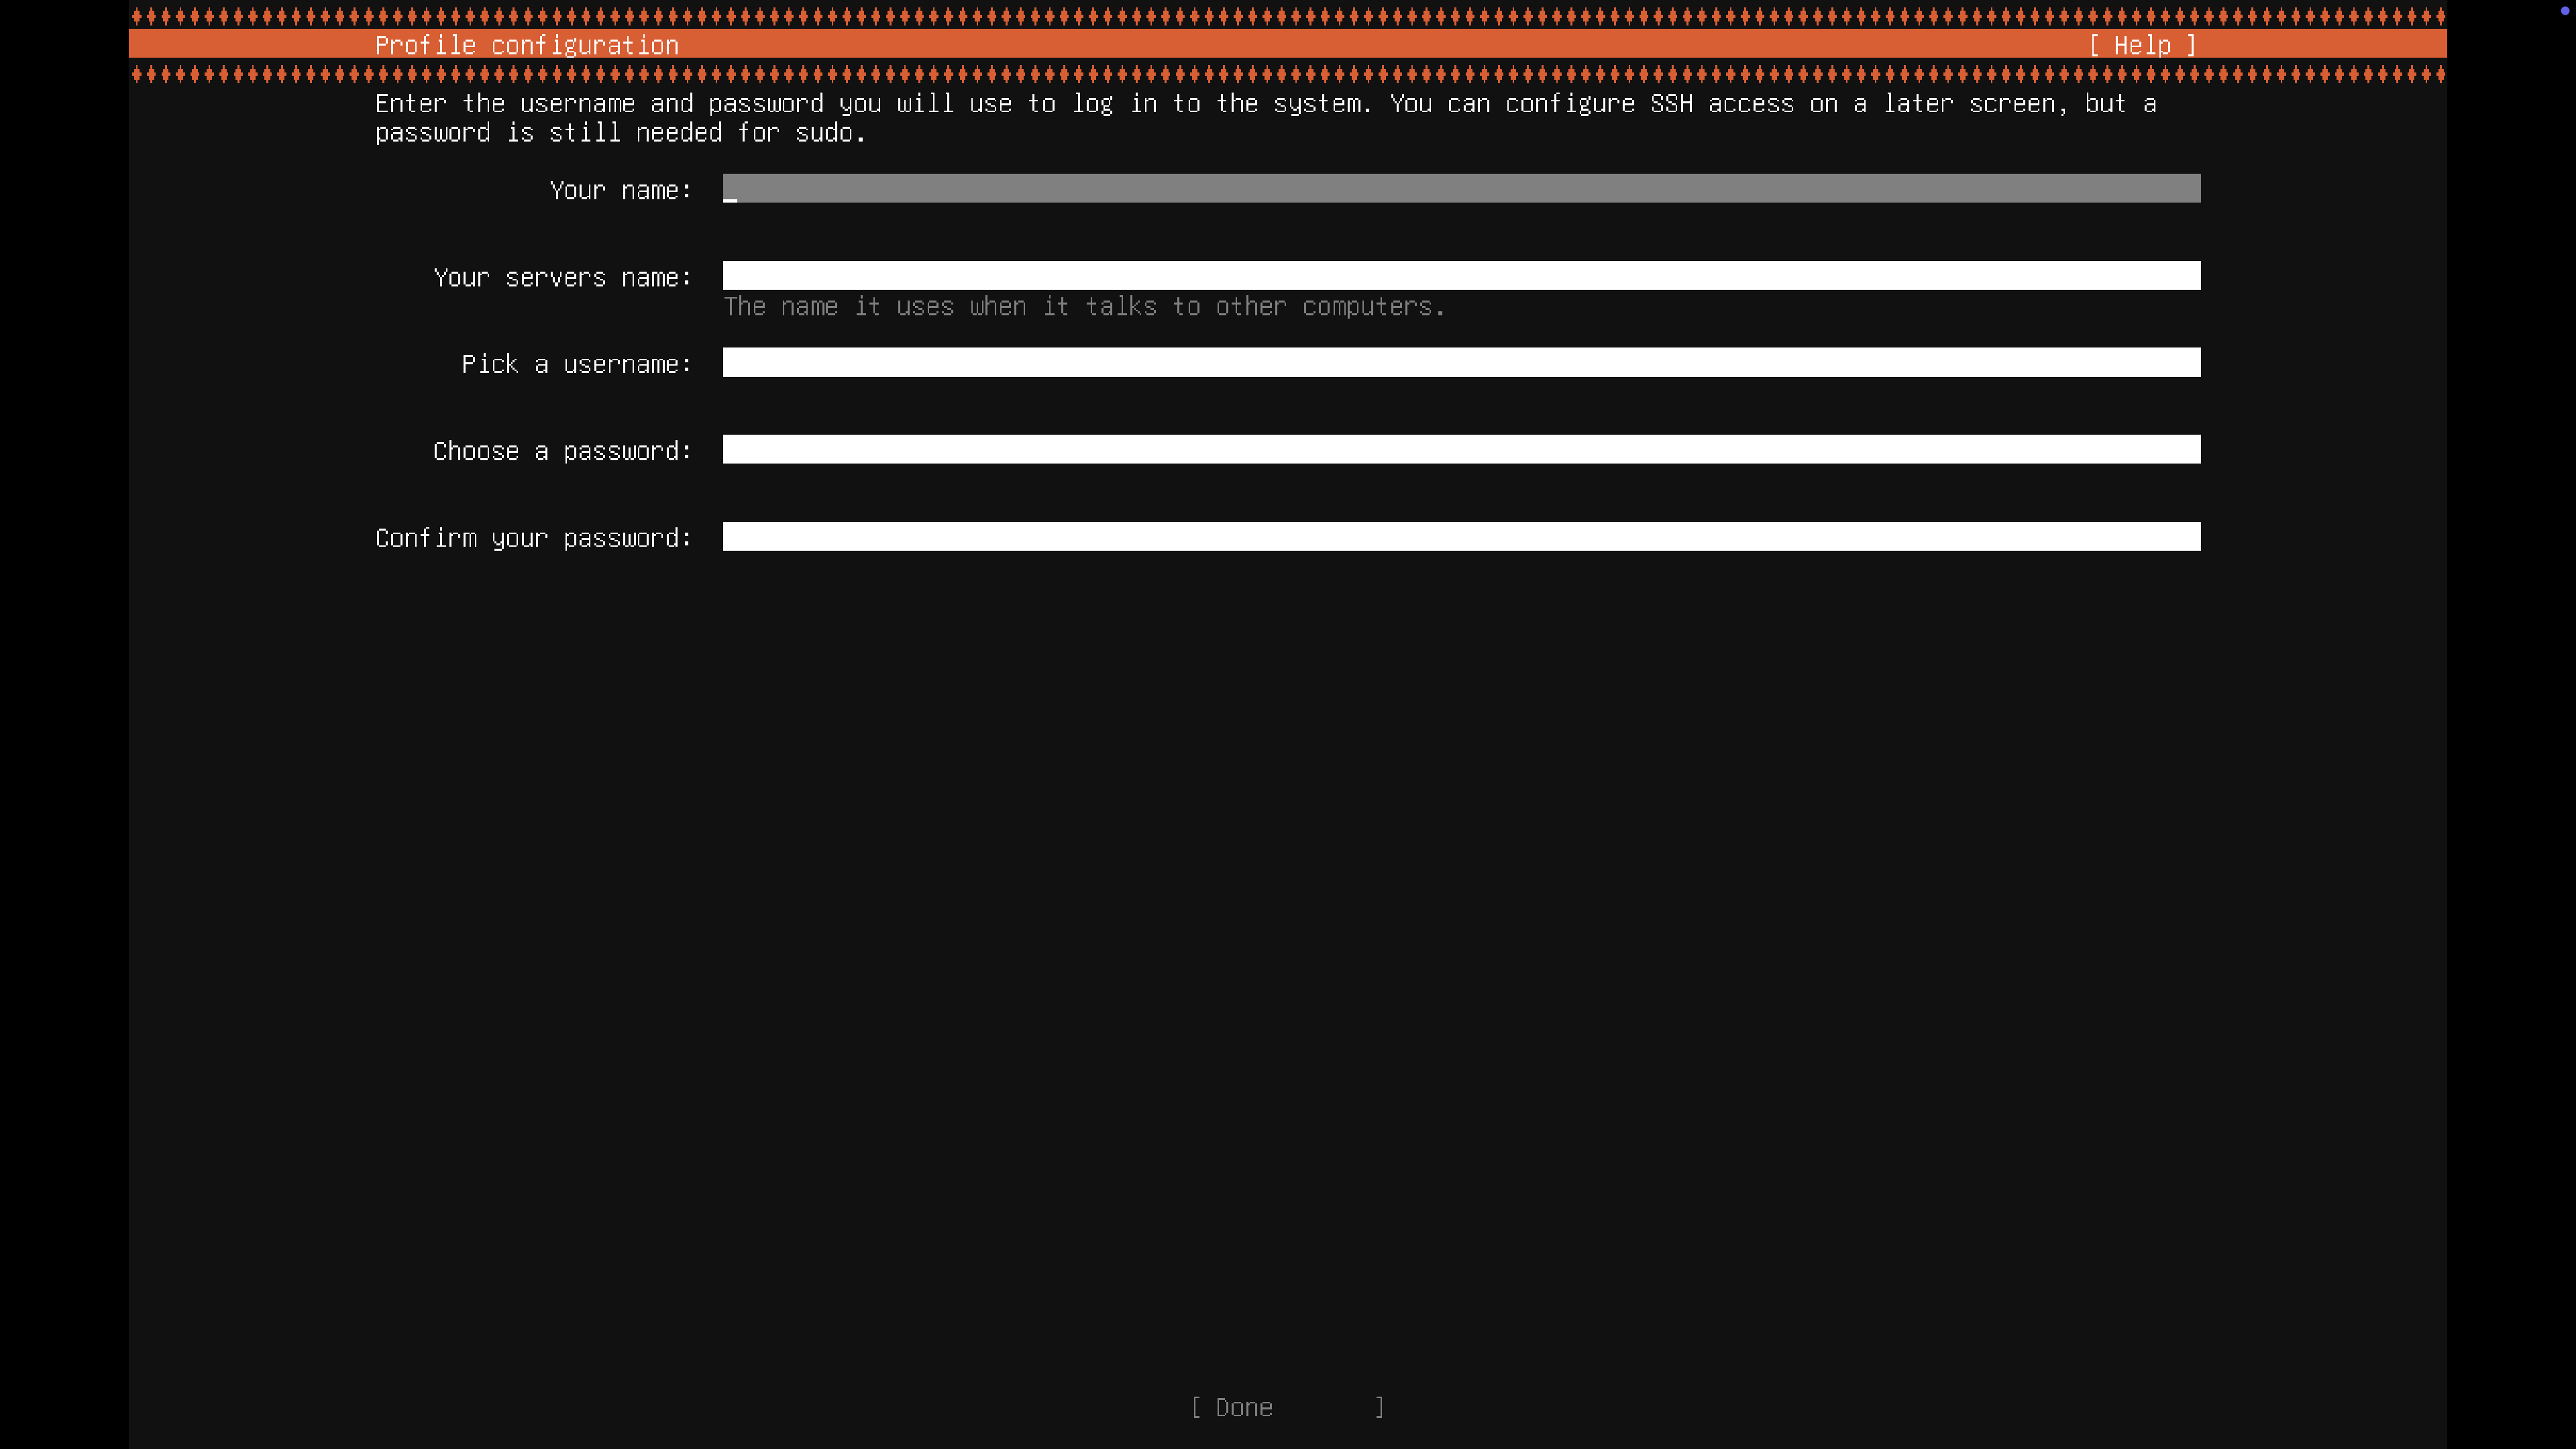 Profile configuration [ Help ]
Enter the username and password you will use to log in to the system. You can configure SSH access on a later screen, but a
password is still needed for sudo.
Your name:
Your servers name:
The name it uses when it talks to other computers.
Pick a username:
Choose a password:
Confirm your password:
[ Done ]